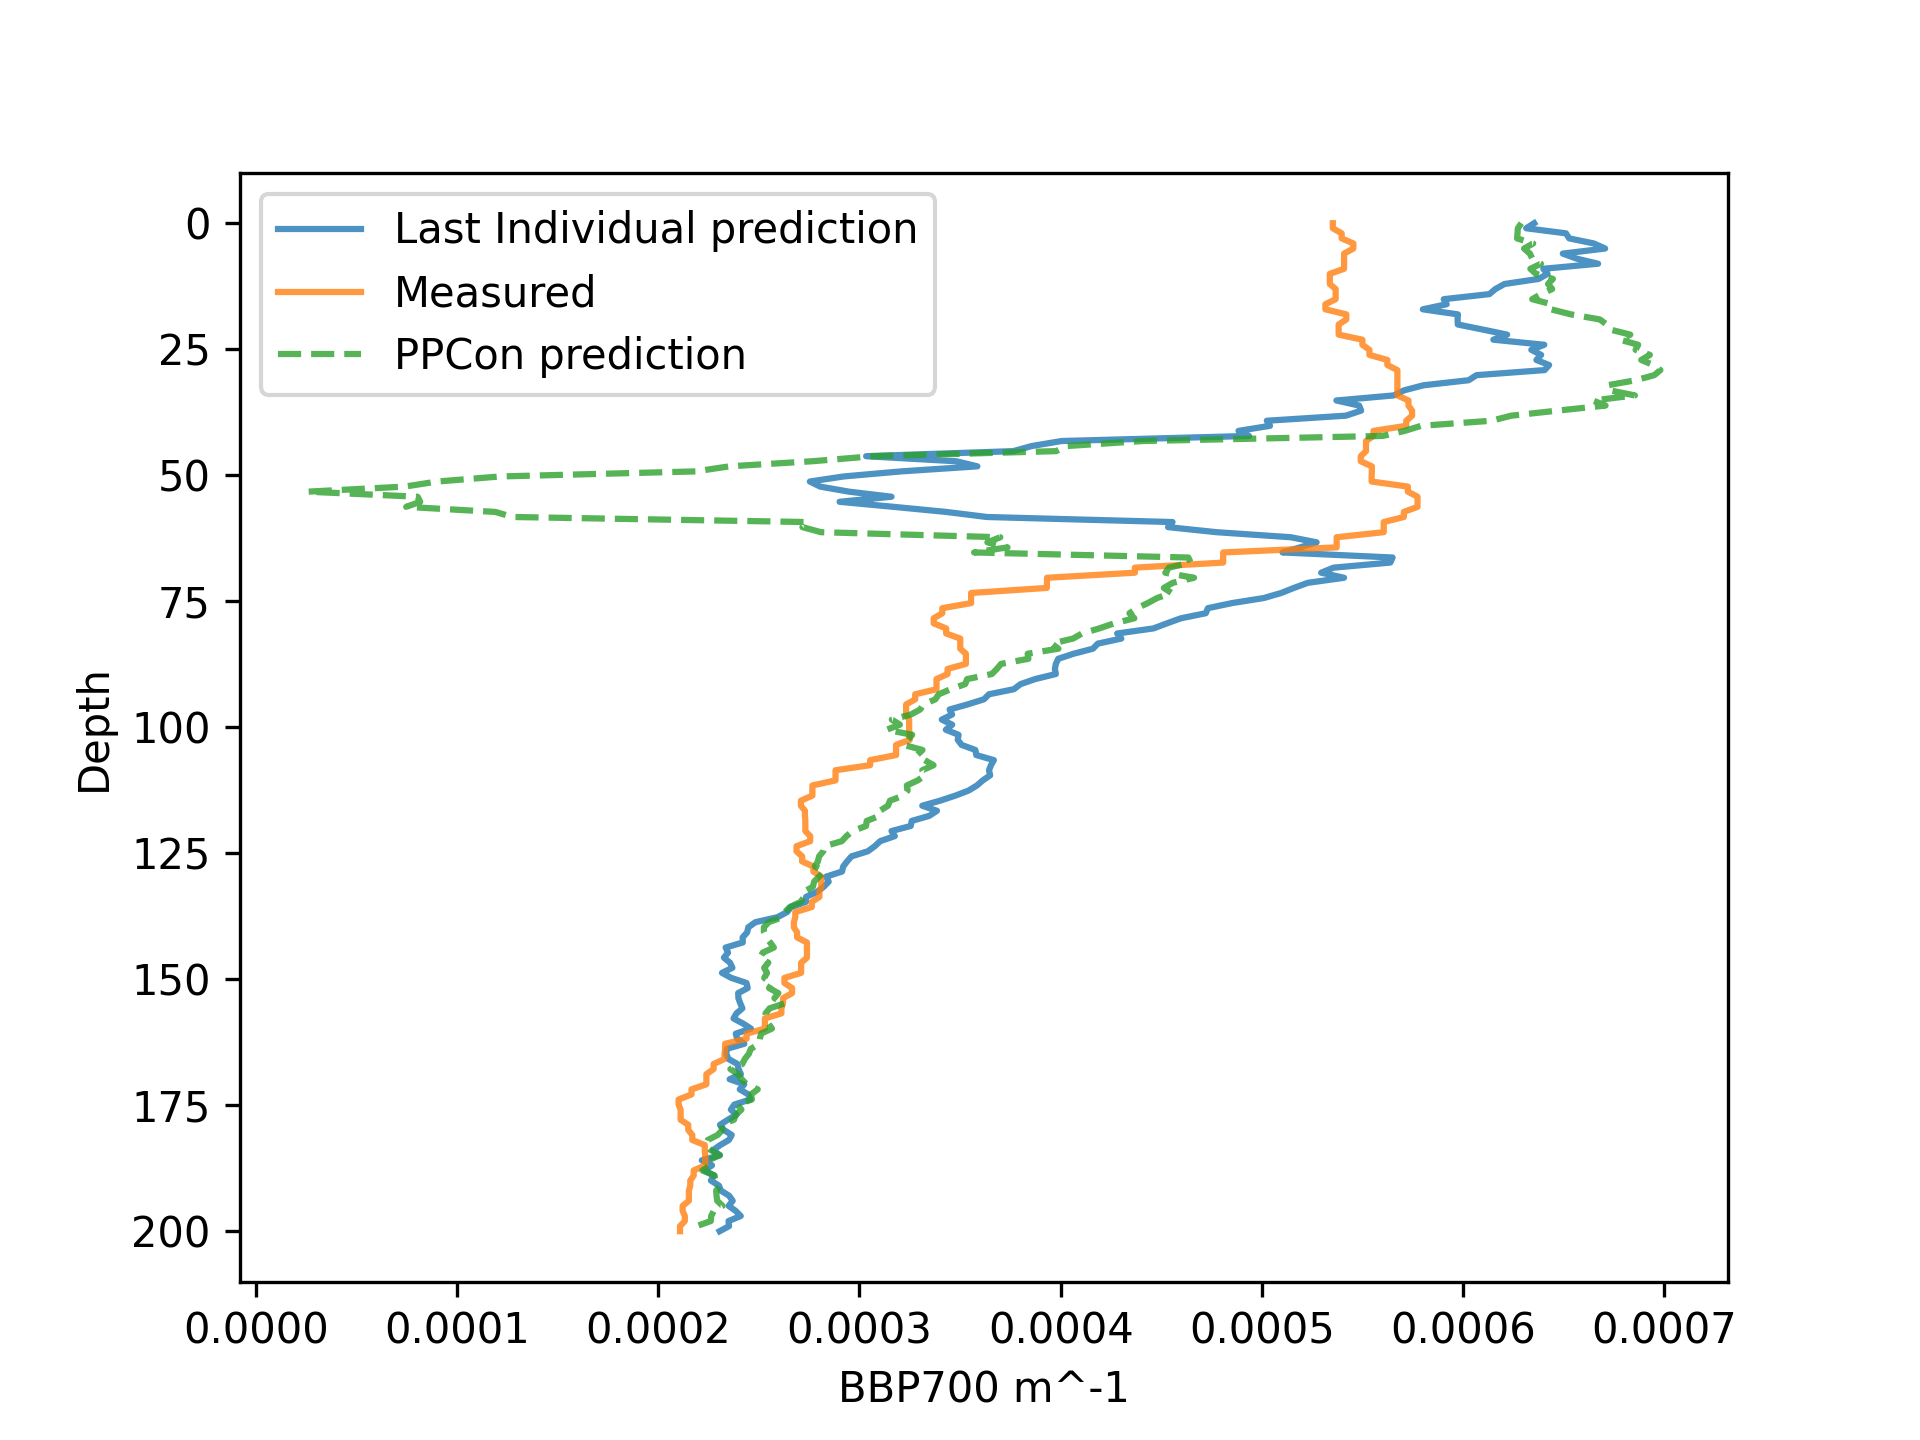 Last Individual prediction
Measured
PPCon prediction
0
25
50
75
100
125
150
175
200
Depth
0.0000 0.0001 0.0002 0.0003 0.0004 0.0005 0.0006 0.0007
BBP700 m^-1